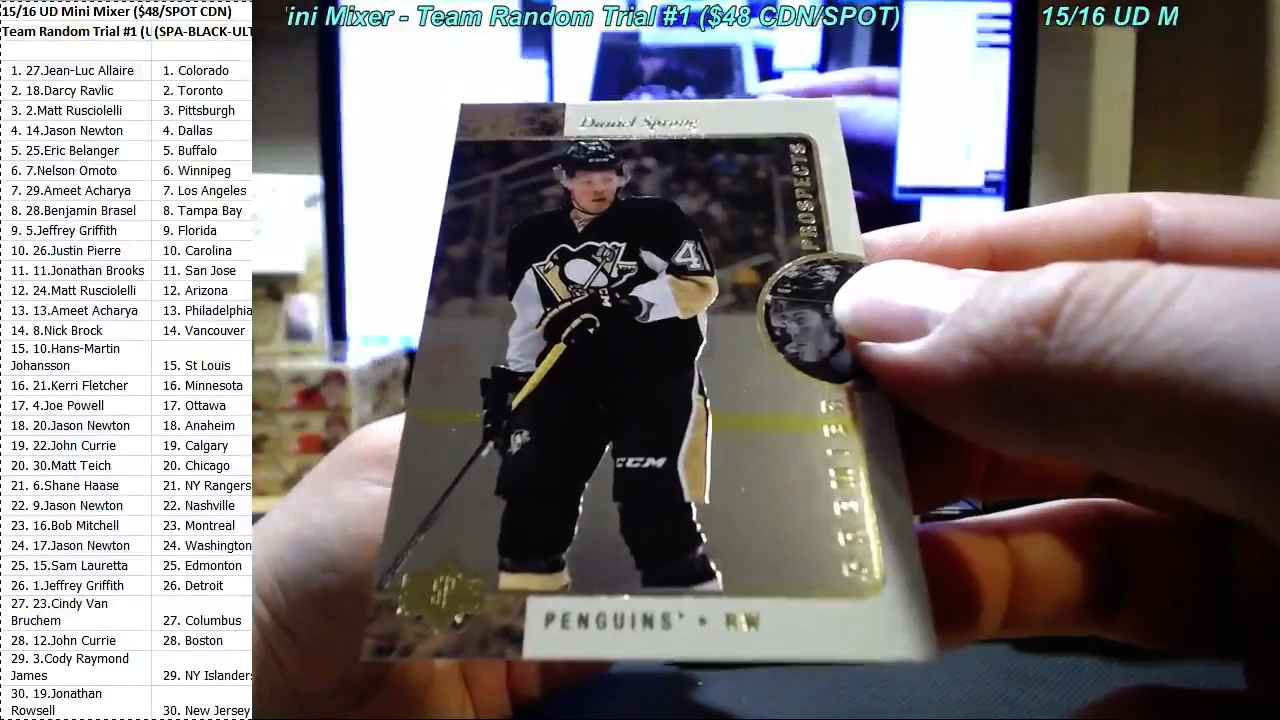 15/16 UD Mini Mixer ($48/SPOT CDN)
Team Random Trial #1 (U (SPA-BLACK-ULT
1. 27.Jean-Luc Allaire 1. Colorado
2. 18.Darcy Ravlic 2. Toronto
3. 2.Matt Rusciolelli 3. Pittsburgh
4. 14.Jason Newton 4. Dallas
5. 25.Eric Belanger 5. Buffalo
6. 7.Nelson Ornoto 6. Winnipeg
7. 29.Ameet Acharya 7. Los Angeles
8. 28.Benjamin Brasel 8. Tampa Bay
9. 5.Jeffrey Griffith 9. Florida
10. 26.Justin Pierre 10. Carolina
11. 11.Jonathan Brooks 11. San Jose
12. 24.Matt Rusciolelli 12. Arizona
13. 13.Ameet Acharya 13. Philadelphia
14. 8.Nick Brock 14. Vancouver
15. 10.Hans-Martin
Johansson 15. St Louis
16. 21.Kerri Fletcher 16. Minnesota
17. 4.Joe Powell 17. Ottawa
18. 20.Jason Newton 18. Anaheim
19. 22.John Currie 19. Calgary
20. 30.Matt Teich 20. Chicago
21. 6.Shane Haase 21. NY Rangers
22. 9.Jason Newton 22. Nashville
23. 16.Bob Mitchell 23. Montreal
24. 17.Jason Newton 24. Washington
25. 15.Sam Lauretta 25. Edmonton
26. 1.Jeffrey Griffith 26. Detroit
27. 23.Cindy Van
Bruchem 27. Columbus
28. 12.John Currie 28. Boston
29. 3.Cody Raymond
James 29. NY Islanders
30. 19.Jonathan
Rowsell 30. New Jersey
ini Mixer - Team Random Trial #1 ($48 CDN/SPOT) 15/16 UD M
Daniel Sprong
PROSPECTS
PREMIER
41
CCM
SP
PENGUINS • RW